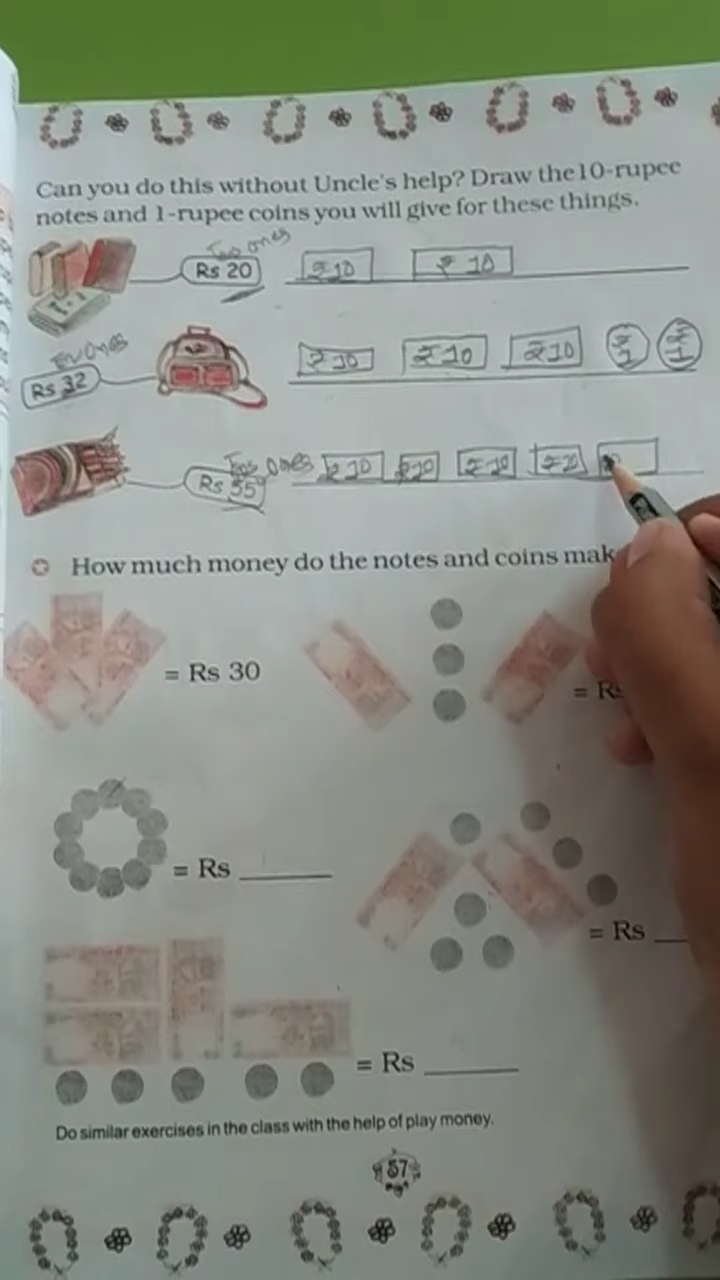 Can you do this without Uncle's help? Draw the 10-rupee
notes and 1-rupee coins you will give for these things.
Rs 20
₹10 ₹10
Rs 32
₹10 ₹10 ₹10 ₹1 ₹1
Ones
Rs 55
₹10 ₹10 ₹10 ₹10
How much money do the notes and coins mak
= Rs 30
= Rs
= Rs
= Rs
= Rs
Do similar exercises in the class with the help of play money.
57